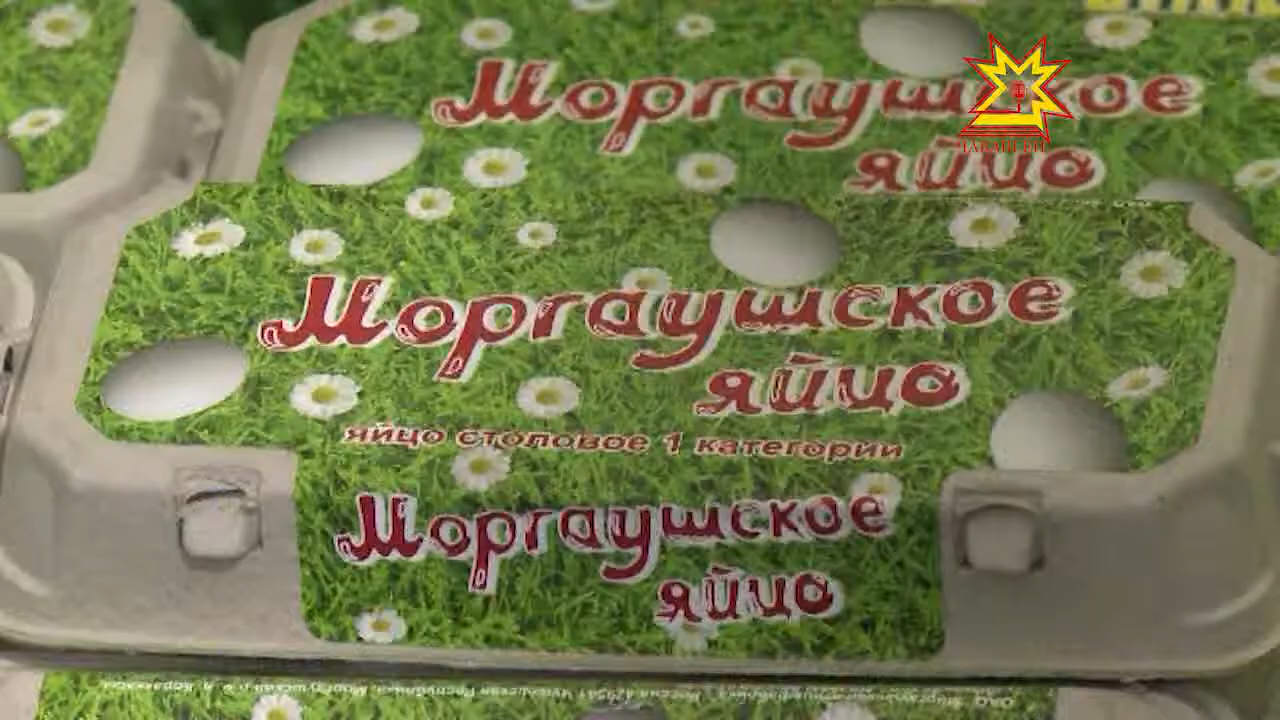 Моргаушское
яйцо
Моргаушское
яйцо
яйцо столовое 1 категории
Моргаушское
яйцо